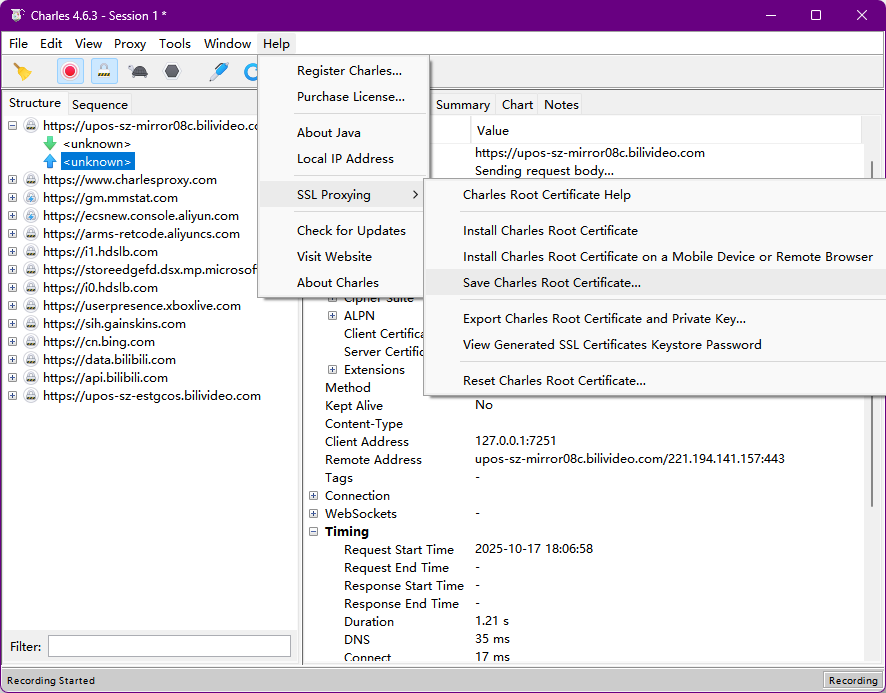 Charles 4.6.3 - Session 1 *
File Edit View Proxy Tools Window Help
Structure Sequence
https://upos-sz-mirror08c.bilivideo.co
<unknown>
<unknown>
https://www.charlesproxy.com
https://gm.mmstat.com
https://ecsnew.console.aliyun.com
https://arms-retcode.aliyuncs.com
https://i1.hdslb.com
https://storeedgefd.dsx.mp.microsof
https://i0.hdslb.com
https://userpresence.xboxlive.com
https://sih.gainskins.com
https://cn.bing.com
https://data.bilibili.com
https://api.bilibili.com
https://upos-sz-estgcos.bilivideo.com
Filter:
Register Charles...
Purchase License...
About Java
Local IP Address
SSL Proxying
Check for Updates
Visit Website
About Charles
Charles Root Certificate Help
Install Charles Root Certificate
Install Charles Root Certificate on a Mobile Device or Remote Browser
Save Charles Root Certificate...
Export Charles Root Certificate and Private Key...
View Generated SSL Certificates Keystore Password
Reset Charles Root Certificate...
Summary Chart Notes
Value
https://upos-sz-mirror08c.bilivideo.com
Sending request body...
Cipher Suite
ALPN
Client Certifica
Server Certific
Extensions
Method
Kept Alive No
Content-Type
Client Address 127.0.0.1:7251
Remote Address upos-sz-mirror08c.bilivideo.com/221.194.141.157:443
Tags -
Connection
WebSockets -
Timing
Request Start Time 2025-10-17 18:06:58
Request End Time -
Response Start Time -
Response End Time -
Duration 1.21 s
DNS 35 ms
Connect 17 ms
Recording Started
Recording